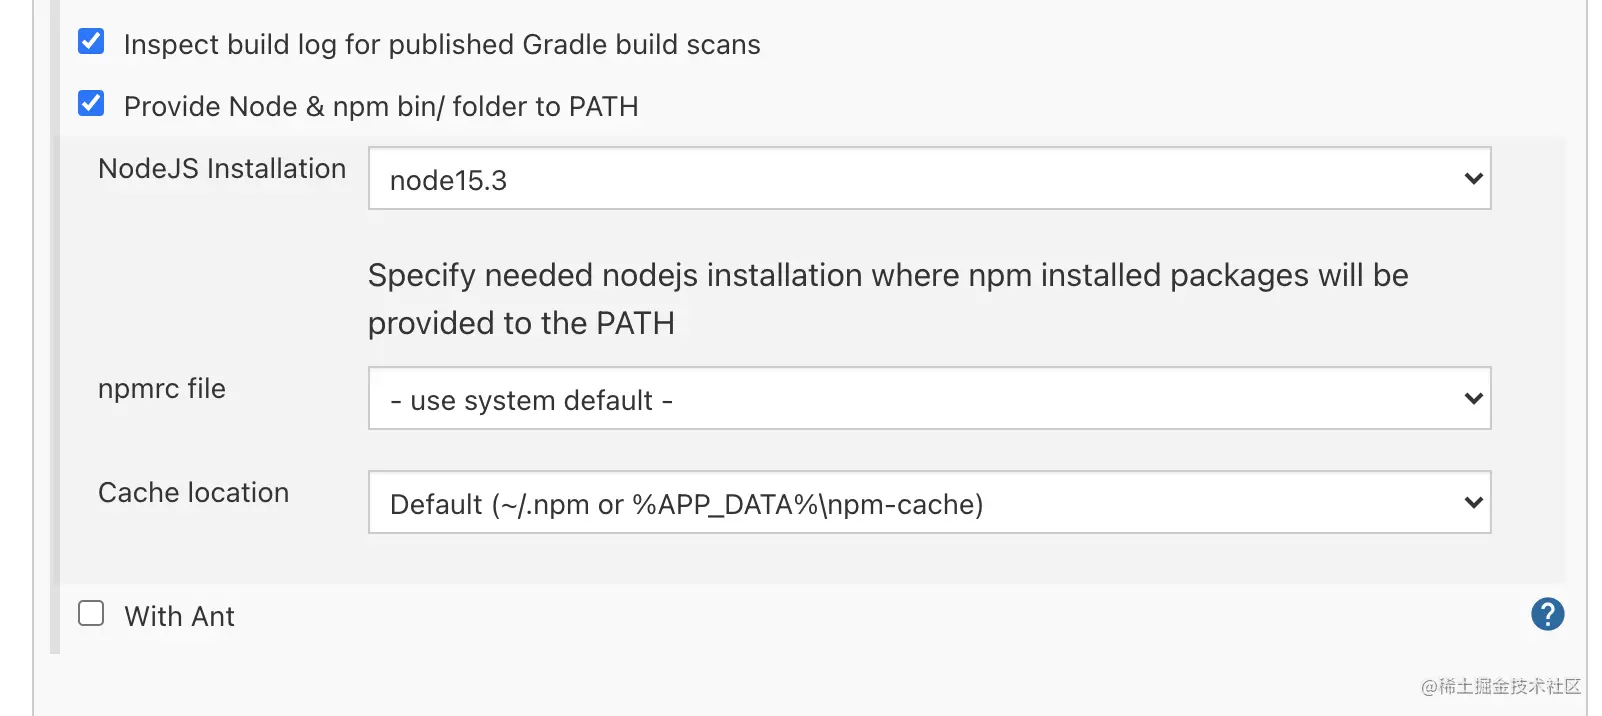 Inspect build log for published Gradle build scans
Provide Node & npm bin/ folder to PATH
NodeJS Installation
node15.3
Specify needed nodejs installation where npm installed packages will be
provided to the PATH
npmrc file
- use system default -
Cache location
Default (~/.npm or %APP_DATA%\npm-cache)
With Ant
?
@稀土掘金技术社区